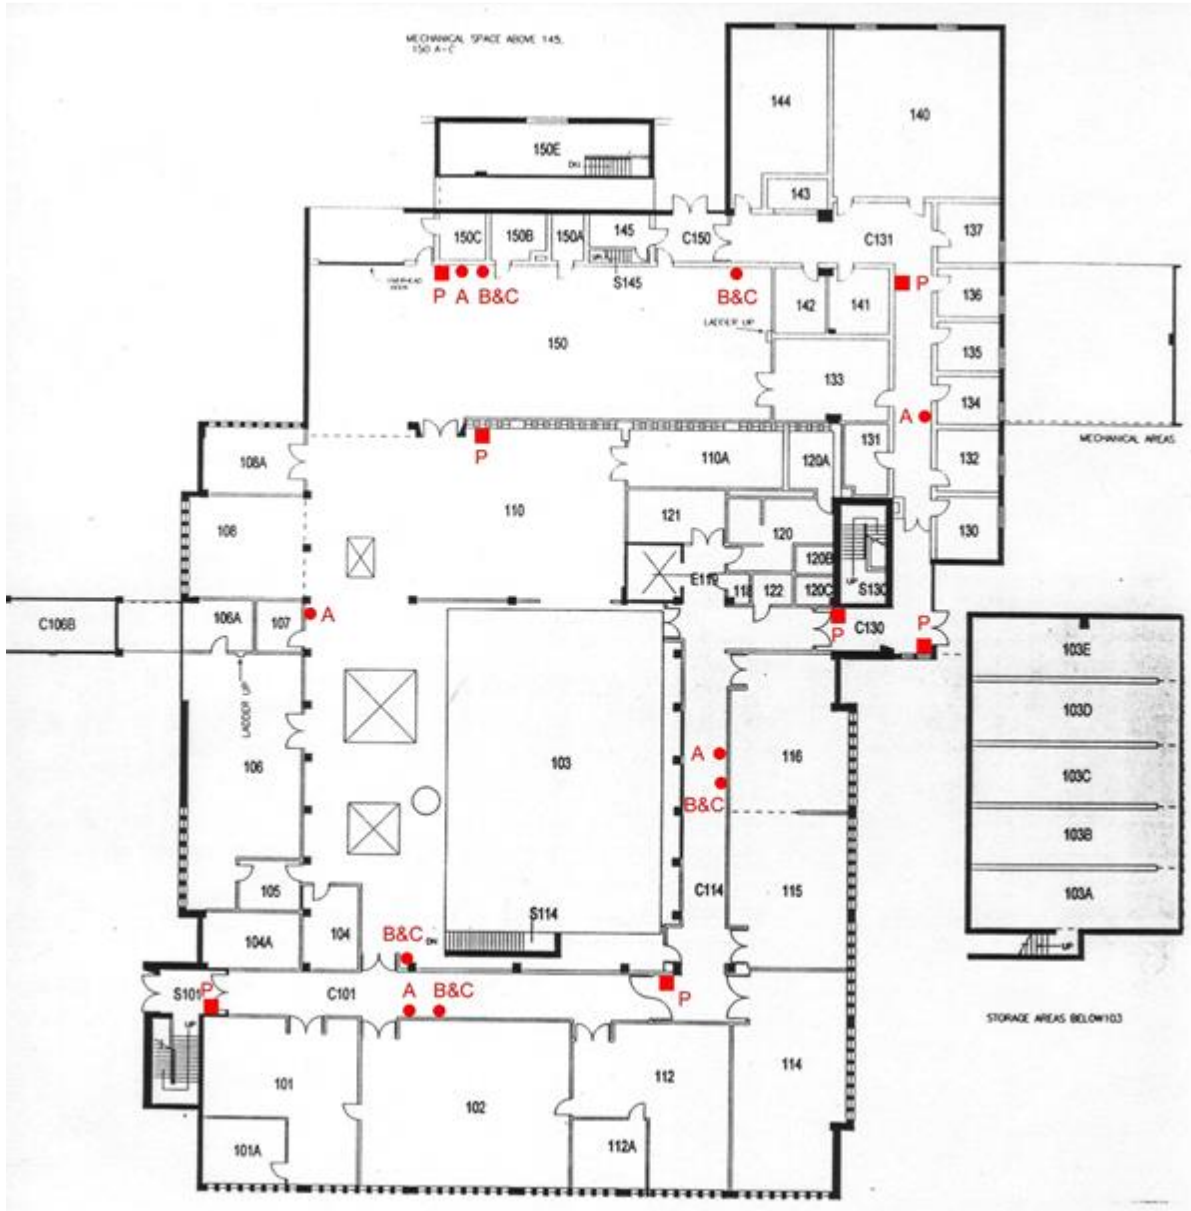 MECHANICAL SPACE ABOVE 145,
150 A-C
144
140
150E
DN
143
150C
150B
150A
145
C150
C131
137
UP
S145
OVERHEAD
DOOR
P
A
B&C
B&C
142
141
P
136
LADDER UP
150
135
133
A
134
P
MECHANICAL AREAS
108A
110A
120A
131
132
108
110
121
120
130
120B
E119
118
122
120C
UP
S130
C106B
106A
107
A
P
C130
P
103E
LADDER UP
103D
106
103
A
116
103C
B&C
103B
105
C114
115
103A
S114
104
B&C
DN
104A
UP
S101
P
C101
A
B&C
P
STORAGE AREAS BELOW103
UP
101
102
112
114
101A
112A